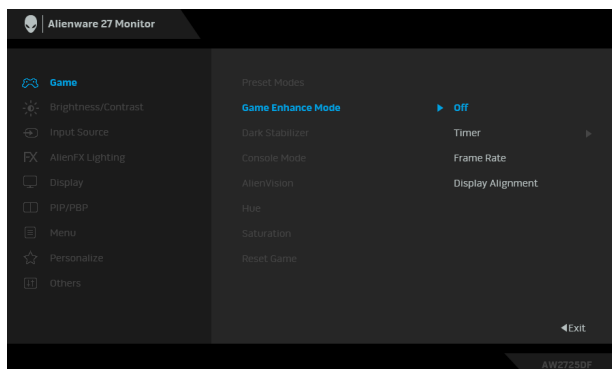 Alienware 27 Monitor
Game
Brightness/Contrast
Input Source
FX AlienFX Lighting
Display
PIP/PBP
Menu
Personalize
Others
Preset Modes
Game Enhance Mode
Dark Stabilizer
Console Mode
AlienVision
Hue
Saturation
Reset Game
Off
Timer
Frame Rate
Display Alignment
Exit
AW2725DF